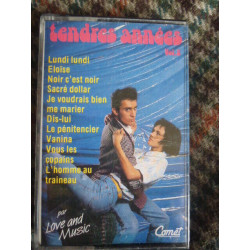 tendres années
Lundi lundi
Eloïse
Noir c'est noir
Sacré dollar
Je voudrais bien
me marier
Dis-lui
Le pénitencier
Vanina
Vous les
copains
L'homme au
traineau
par
Love and
Music
Comet